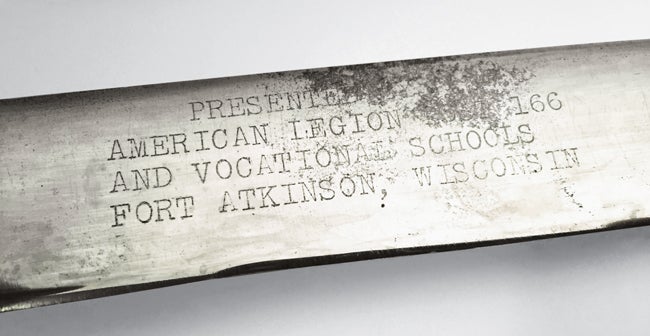 PRESENTED
AMERICAN LEGION 166
AND VOCATIONAL SCHOOLS
FORT ATKINSON, WISCONSIN